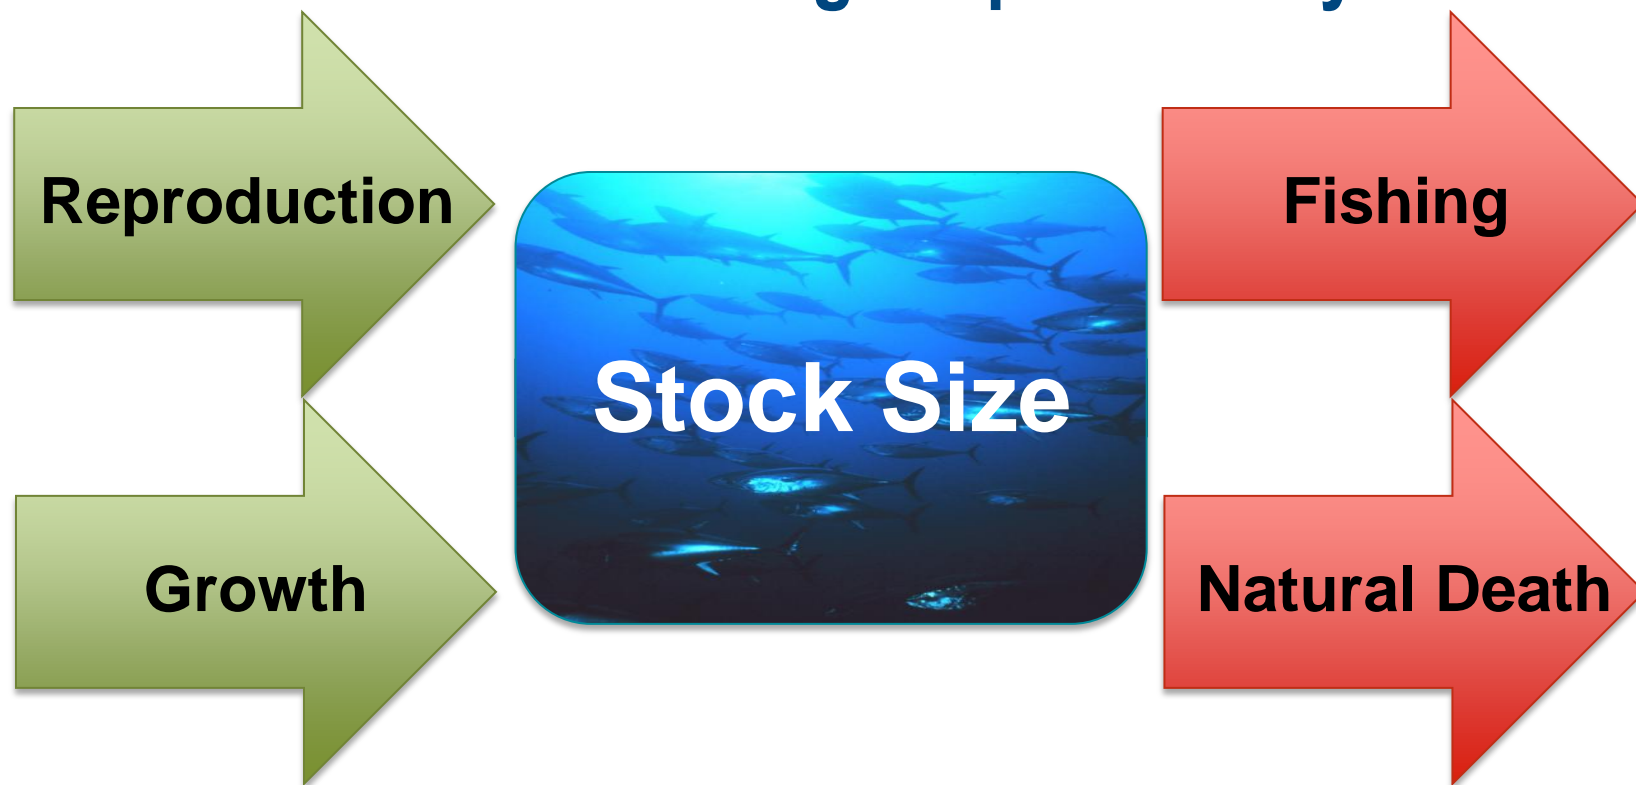 Reproduction
Fishing
Stock Size
Growth
Natural Death